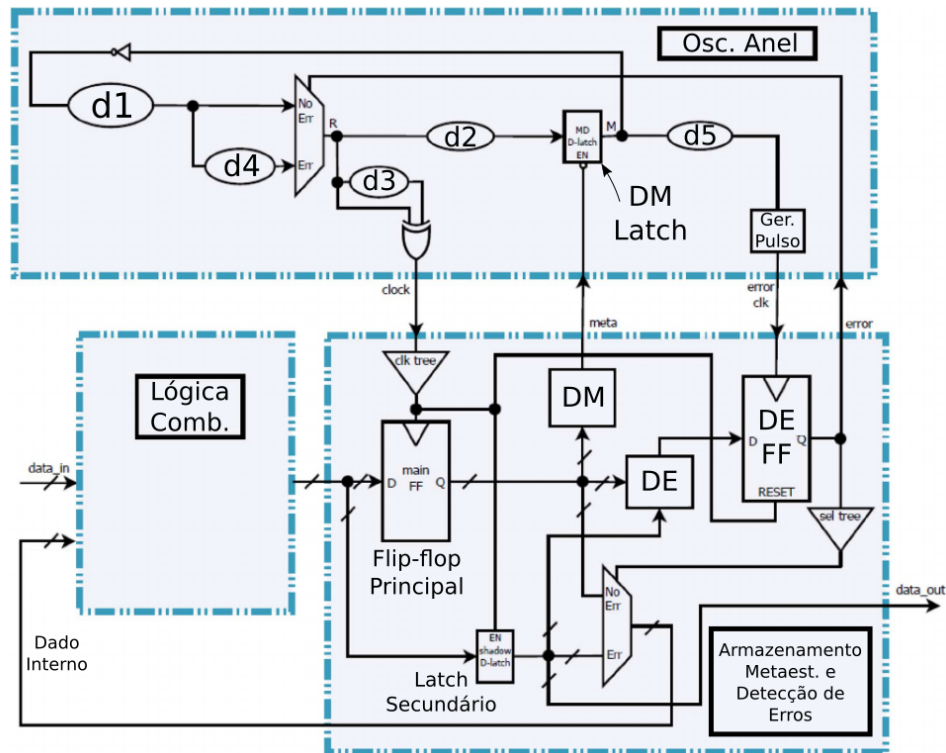 Osc. Anel
d1
d4
No
Err
Err
R
d2
d3
MD
D-latch
EN
M
d5
DM
Latch
Ger.
Pulso
clock
meta
error
clk
error
Lógica
Comb.
data_in
Dado
Interno
clk tree
D
main
FF
Q
Flip-flop
Principal
DM
DE
D
DE
FF
Q
RESET
sel tree
No
Err
Err
EN
shadow
D-latch
Latch
Secundário
data_out
Armazenamento
Metaest. e
Detecção de
Erros